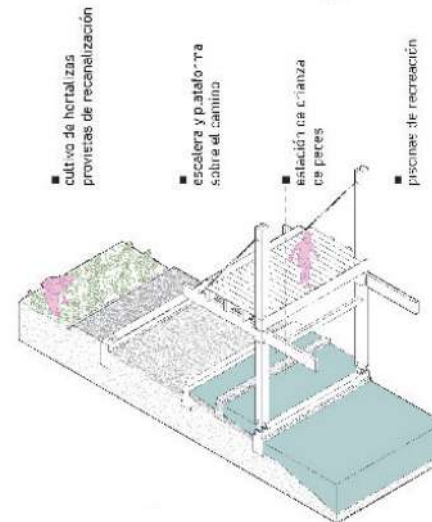 ■ cultivo de hortalizas
provistas de recanalización
■ escalera y plataforma
sobre el camino
■ estación de crianza
de peces
■ piscinas de recreación